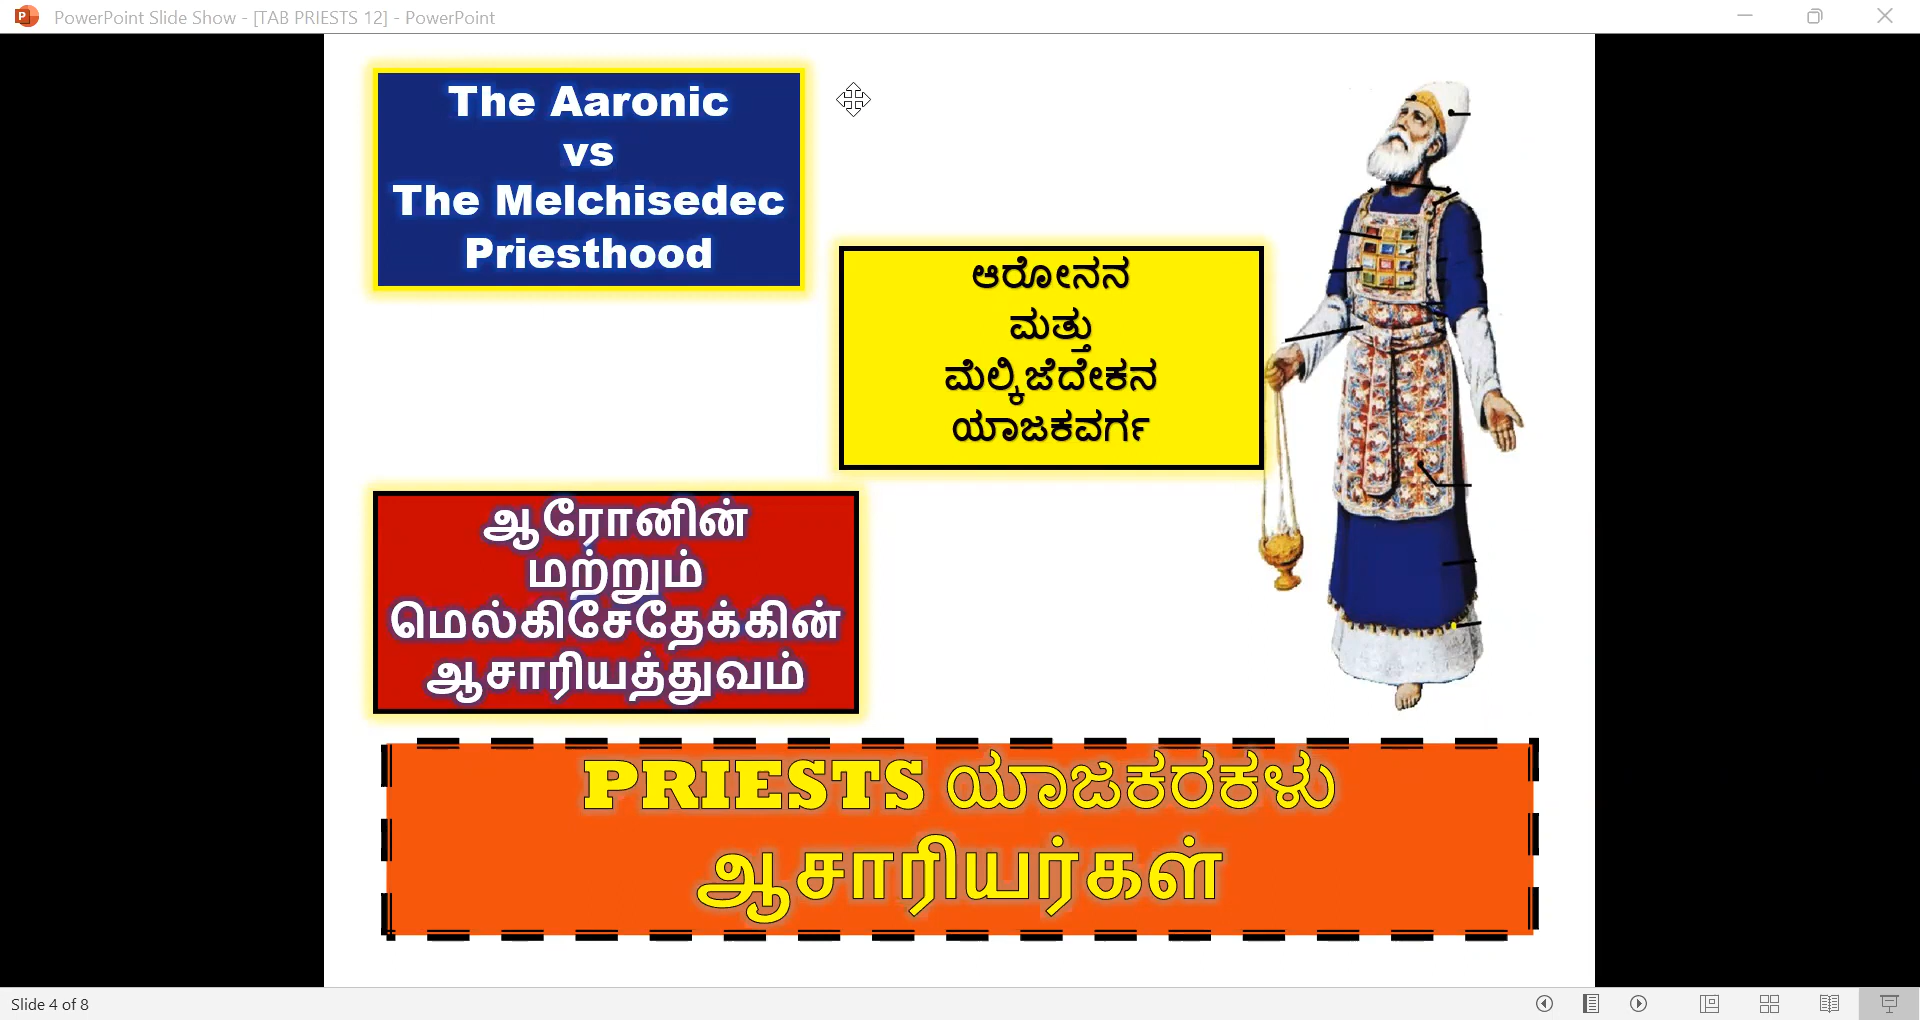 PowerPoint Slide Show - [TAB PRIESTS 12] - PowerPoint
The Aaronic
vs
The Melchisedec
Priesthood
ಆರೋನನ
ಮತ್ತು
ಮೆಲ್ಕಿಜೆದೇಕನ
ಯಾಜಕವರ್ಗ
ஆரோனின்
மற்றும்
மெல்கிசேதேக்கின்
ஆசாரியத்துவம்
PRIESTS ಯಾಜಕರಕಳು
ஆசாரியர்கள்
Slide 4 of 8